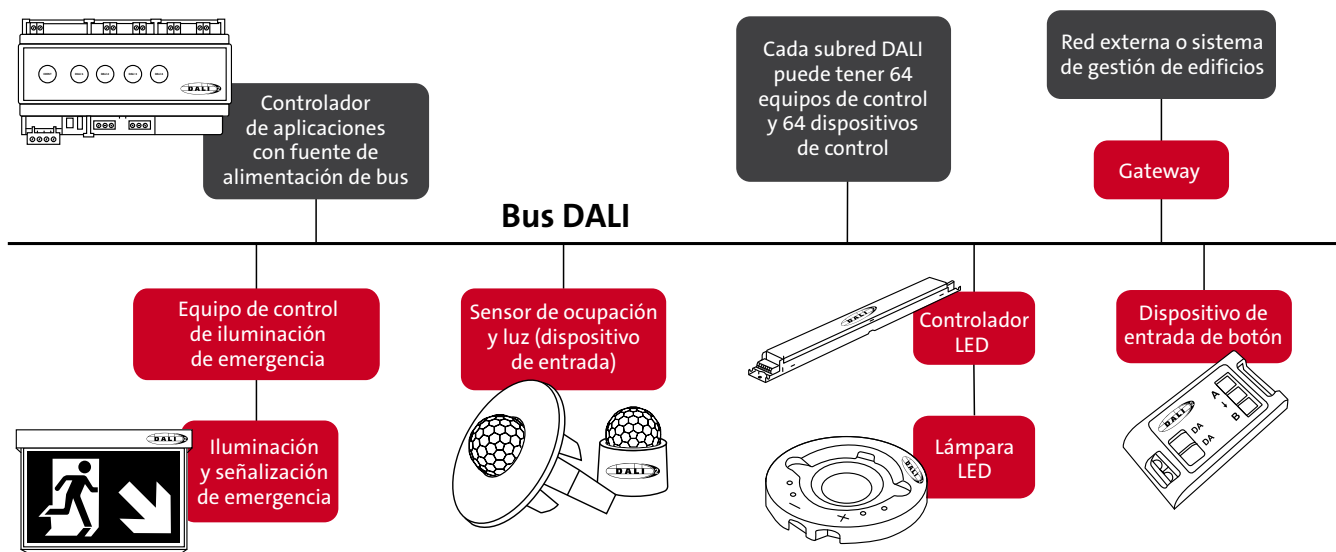 DALI
Controlador
de aplicaciones
con fuente de
alimentación de bus
Cada subred DALI
puede tener 64
equipos de control
y 64 dispositivos
de control
Red externa o sistema
de gestión de edificios
Gateway
Bus DALI
Equipo de control
de iluminación
de emergencia
Sensor de ocupación
y luz (dispositivo
de entrada)
DALI
Controlador
LED
Dispositivo de
entrada de botón
DALI
Iluminación
y señalización
de emergencia
DALI
DALI
Lámpara
LED
DALI
A
B
DA
DA